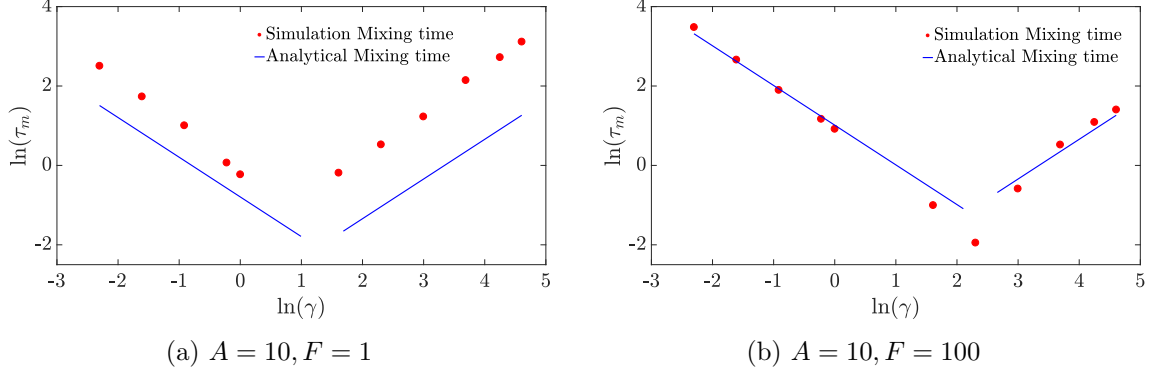 4
2
0
-2
ln(τm)
Simulation Mixing time
Analytical Mixing time
-3 -2 -1 0 1 2 3 4 5
ln(γ)
(a) A = 10, F = 1
4
2
0
-2
ln(τm)
Simulation Mixing time
Analytical Mixing time
-3 -2 -1 0 1 2 3 4 5
ln(γ)
(b) A = 10, F = 100